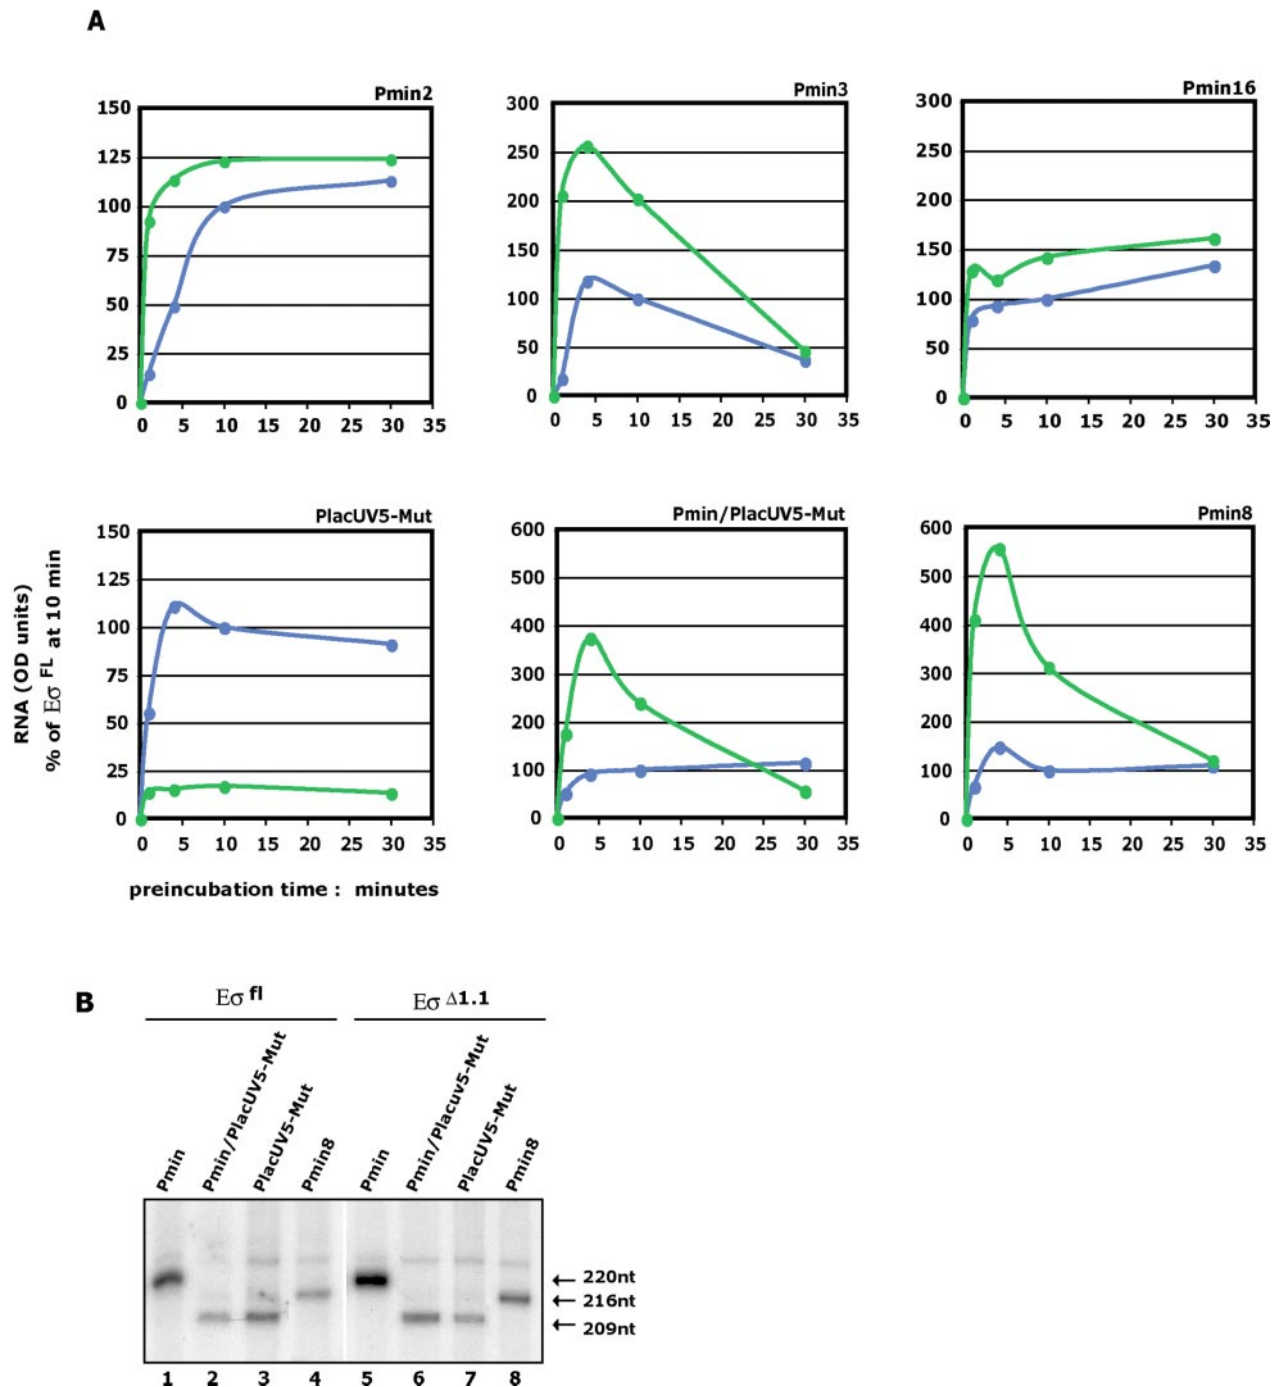 A
Pmin2
150
125
100
75
50
25
0
0 5 10 15 20 25 30 35
Pmin3
300
250
200
150
100
50
0
0 5 10 15 20 25 30 35
Pmin16
300
250
200
150
100
50
0
0 5 10 15 20 25 30 35
RNA (OD units)
% of Eσ FL at 10 min
PlacUV5-Mut
150
125
100
75
50
25
0
0 5 10 15 20 25 30 35
preincubation time : minutes
Pmin/PlacUV5-Mut
600
500
400
300
200
100
0
0 5 10 15 20 25 30 35
Pmin8
600
500
400
300
200
100
0
0 5 10 15 20 25 30 35
B
Eσ fl
Eσ Δ1.1
Pmin
Pmin/PlacUV5-Mut
PlacUV5-Mut
Pmin8
Pmin
Pmin/Placuv5-Mut
PlacUV5-Mut
Pmin8
← 220nt
← 216nt
← 209nt
1 2 3 4 5 6 7 8